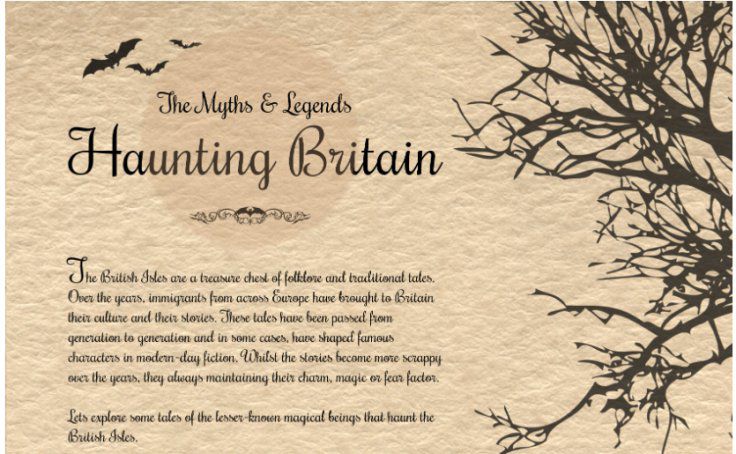 The Myths & Legends
Haunting Britain
The British Isles are a treasure chest of folklore and traditional tales.
Over the years, immigrants from across Europe have brought to Britain
their culture and their stories. These tales have been passed from
generation to generation and in some cases, have shaped famous
characters in modern-day fiction. Whilst the stories become more scrappy
over the years, they always maintaining their charm, magic or fear factor.
Lets explore some tales of the lesser-known magical beings that haunt the
British Isles.